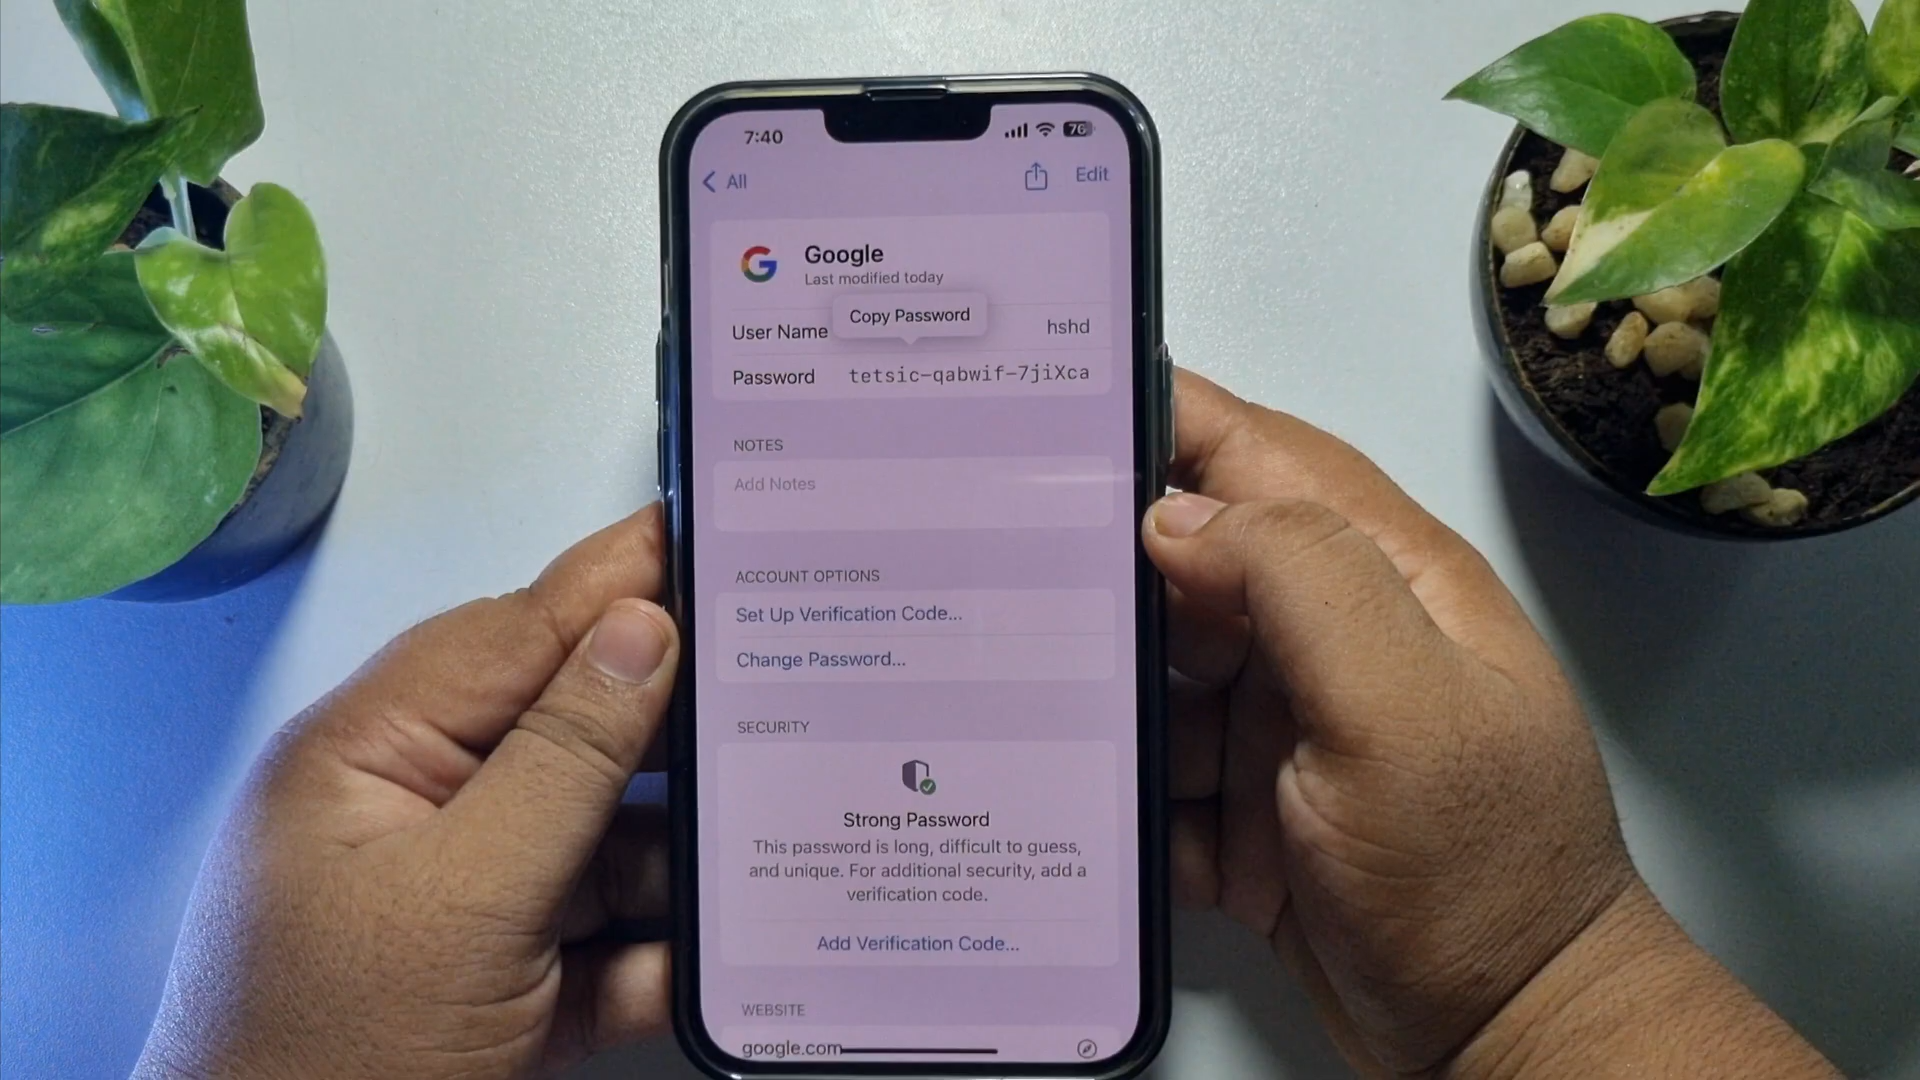 7:40
76
All
Edit
Google
Last modified today
Copy Password
User Name
hshd
Password
tetsic-qabwif-7jiXca
NOTES
Add Notes
ACCOUNT OPTIONS
Set Up Verification Code...
Change Password...
SECURITY
Strong Password
This password is long, difficult to guess,
and unique. For additional security, add a
verification code.
Add Verification Code...
WEBSITE
google.com